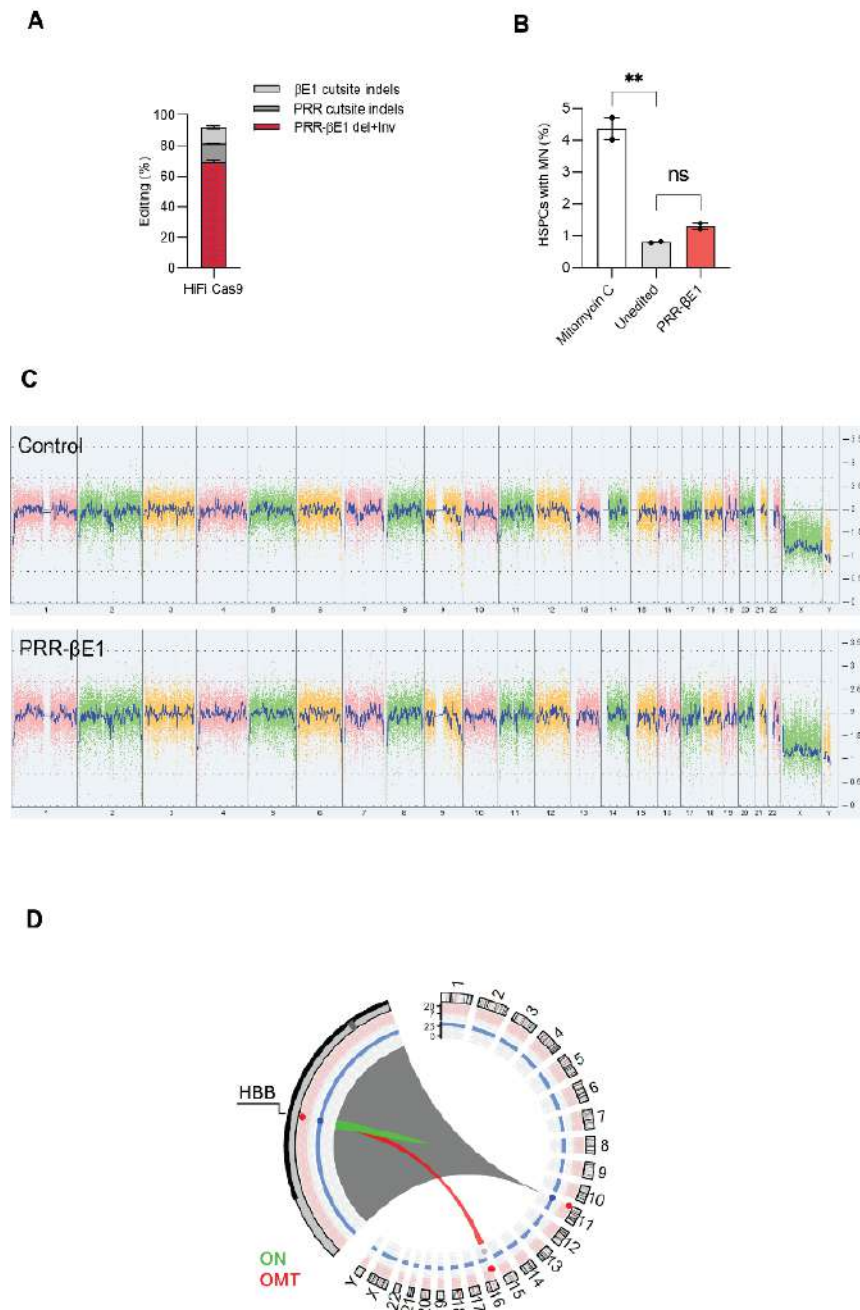 A
βE1 cutsite indels
PRR cutsite indels
PRR-βE1 del+Inv
Editing (%)
100
80
60
40
20
0
HiFi Cas9
B
**
ns
HSPCs with MN (%)
5
4
3
2
1
0
Mitomycin C
Unedited
PRR-βE1
C
Control
1 2 3 4 5 6 7 8 9 10 11 12 13 14 15 16 17 18 19 20 21 22 X Y
PRR-βE1
1 2 3 4 5 6 7 8 9 10 11 12 13 14 15 16 17 18 19 20 21 22 X Y
D
HBB
ON
OMT
1
2
3
4
5
6
7
8
9
10
11
12
13
14
15
16
17
18
20
21
22
X
Y